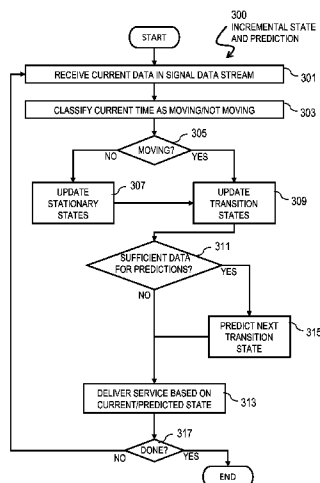 300
INCREMENTAL STATE
AND PREDICTION
START
RECEIVE CURRENT DATA IN SIGNAL DATA STREAM
301
CLASSIFY CURRENT TIME AS MOVING/NOT MOVING
303
305
MOVING?
NO
YES
UPDATE
STATIONARY
STATES
307
UPDATE
TRANSITION
STATES
309
311
SUFFICIENT DATA
FOR PREDICTIONS?
YES
NO
PREDICT NEXT
TRANSITION
STATE
315
DELIVER SERVICE BASED ON
CURRENT/PREDICTED STATE
313
317
DONE?
NO
YES
END